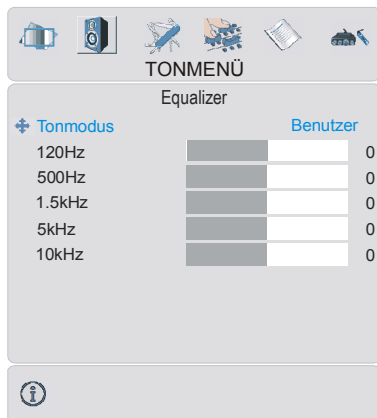 TONMENÜ
Equalizer
Tonmodus Benutzer
120Hz 0
500Hz 0
1.5kHz 0
5kHz 0
10kHz 0